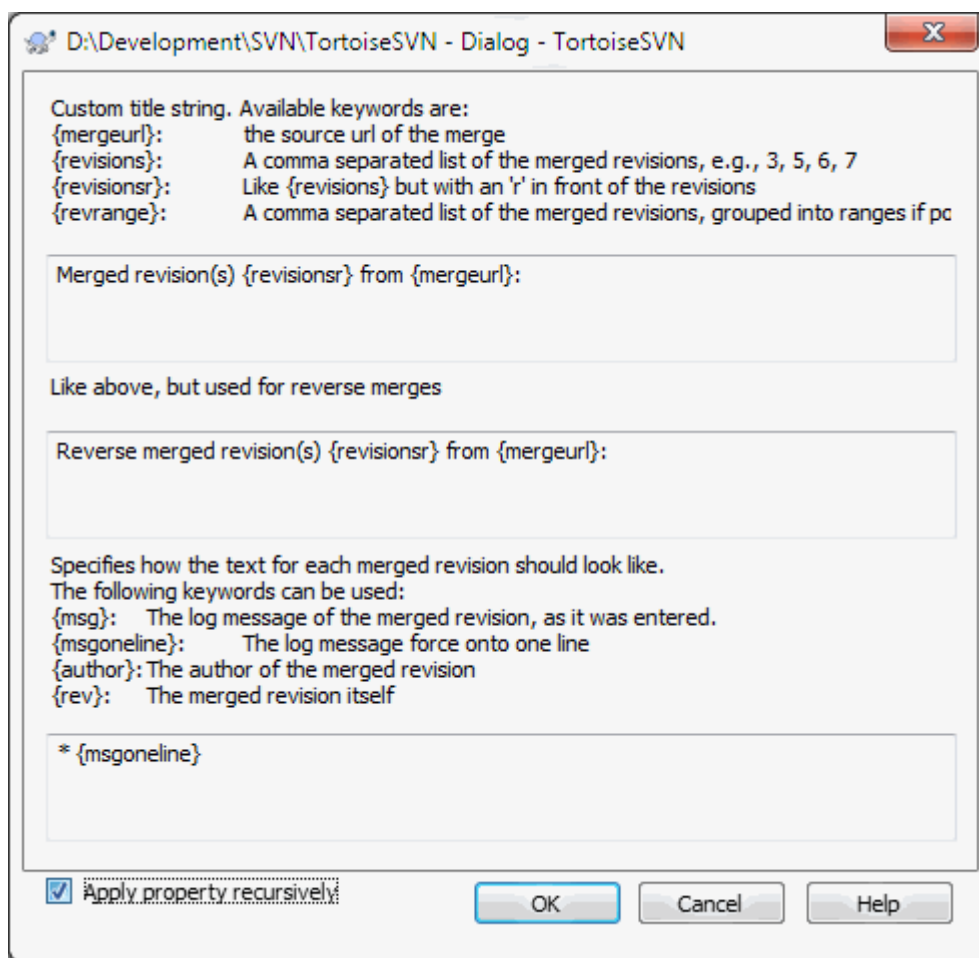 D:\Development\SVN\TortoiseSVN - Dialog - TortoiseSVN
Custom title string. Available keywords are:
{mergeurl}: the source url of the merge
{revisions}: A comma separated list of the merged revisions, e.g., 3, 5, 6, 7
{revisionsr}: Like {revisions} but with an 'r' in front of the revisions
{revrange}: A comma separated list of the merged revisions, grouped into ranges if po
Merged revision(s) {revisionsr} from {mergeurl}:
Like above, but used for reverse merges
Reverse merged revision(s) {revisionsr} from {mergeurl}:
Specifies how the text for each merged revision should look like.
The following keywords can be used:
{msg}: The log message of the merged revision, as it was entered.
{msgoneline}: The log message force onto one line
{author}: The author of the merged revision
{rev}: The merged revision itself
* {msgoneline}
Apply property recursively
OK Cancel Help